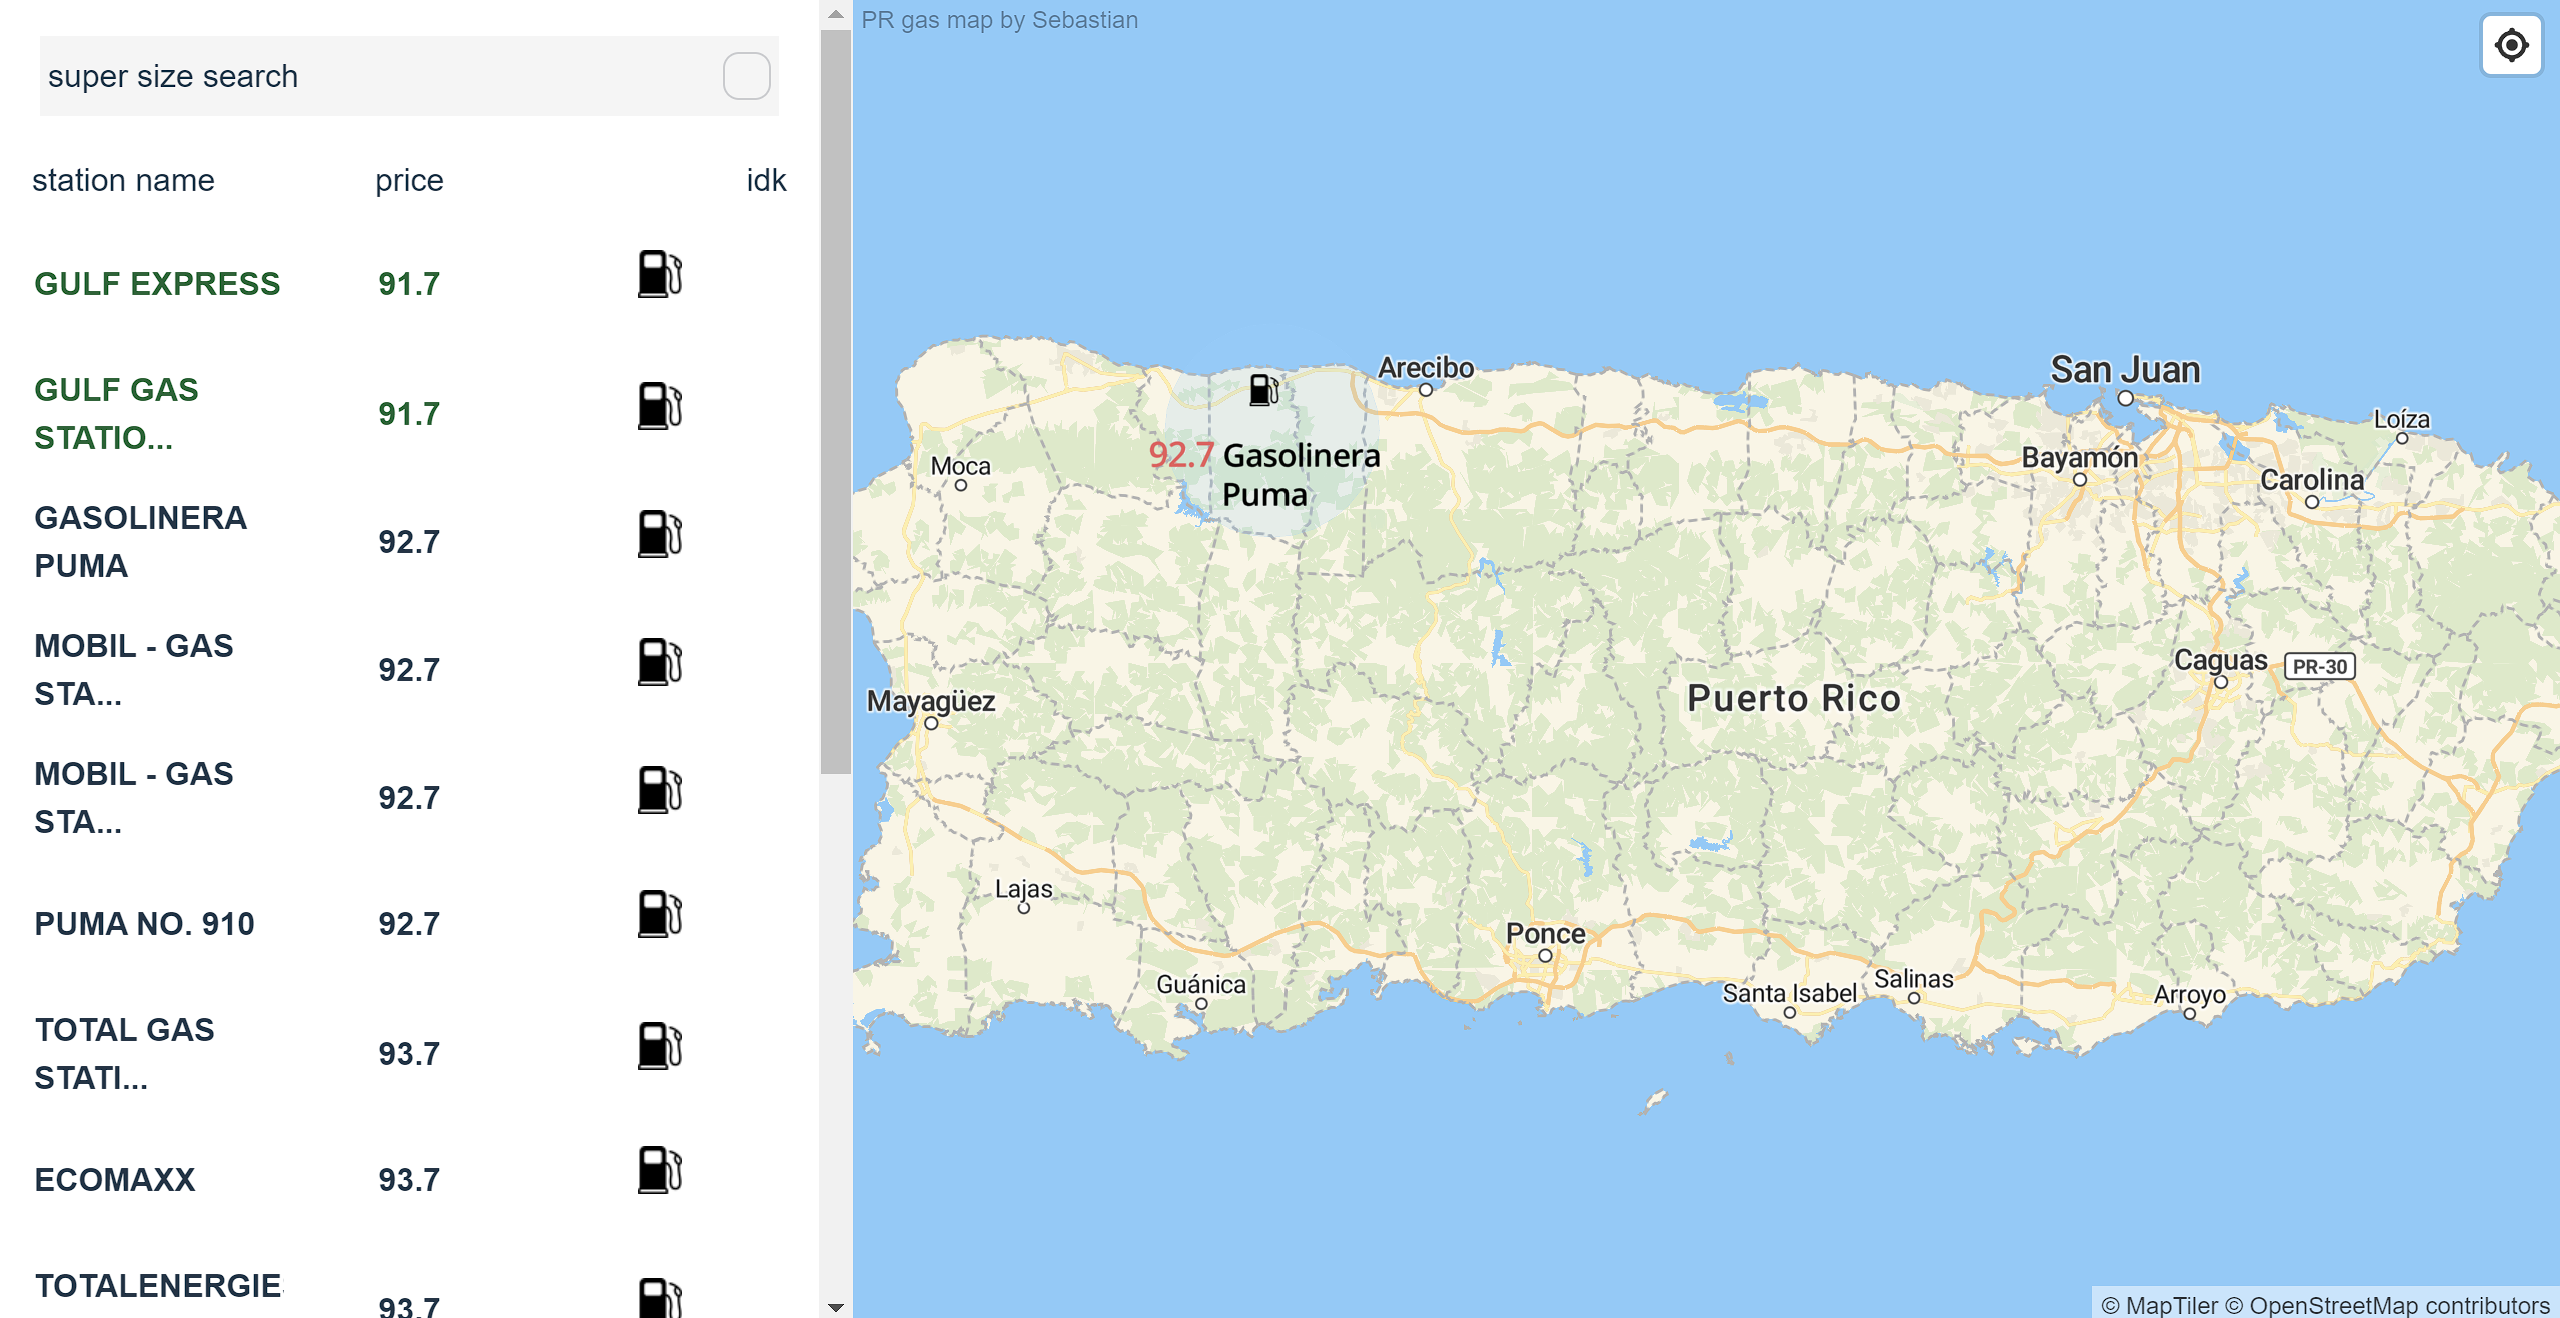 super size search
station name price idk
GULF EXPRESS 91.7
GULF GAS
STATIO... 91.7
GASOLINERA
PUMA 92.7
MOBIL - GAS
STA... 92.7
MOBIL - GAS
STA... 92.7
PUMA NO. 910 92.7
TOTAL GAS
STATI... 93.7
ECOMAXX 93.7
TOTALENERGIE
93.7
PR gas map by Sebastian
Arecibo
San Juan
Loíza
Moca
92.7 Gasolinera
Puma
Bayamón
Carolina
Caguas
PR-30
Mayagüez
Puerto Rico
Lajas
Ponce
Guánica
Santa Isabel
Salinas
Arroyo
© MapTiler © OpenStreetMap contributors